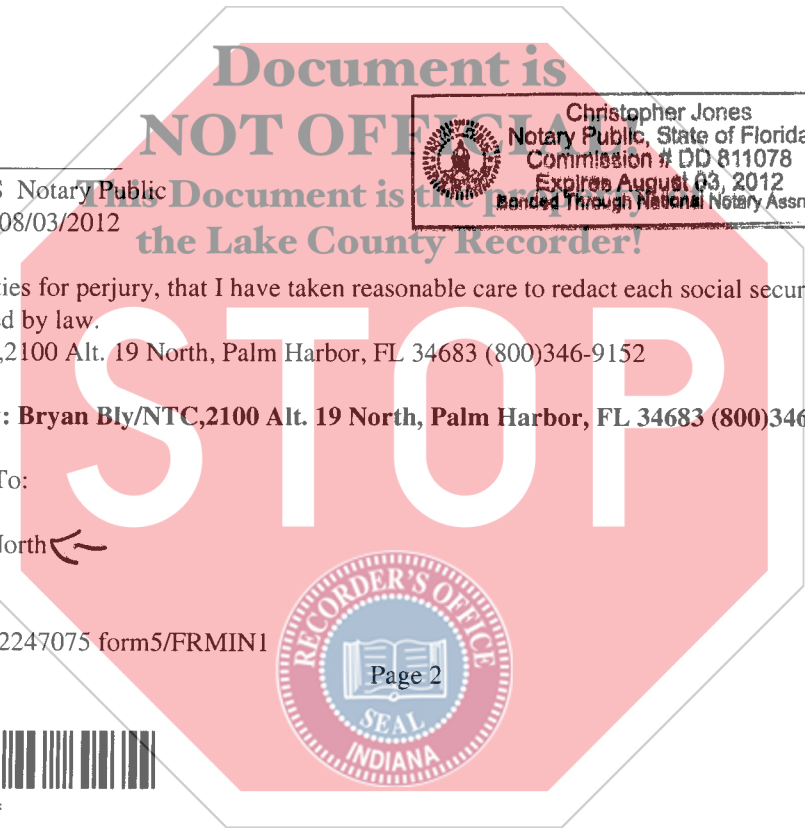 Document is
NOT OFFICIAL!
This Document is the property of
the Lake County Recorder!
Christopher Jones
Notary Public, State of Florida
Commission # DD 811078
Expires August 03, 2012
Bonded Through National Notary Assn
S Notary Public
08/03/2012
ties for perjury, that I have taken reasonable care to redact each social secur
d by law.
,2100 Alt. 19 North, Palm Harbor, FL 34683 (800)346-9152
: Bryan Bly/NTC,2100 Alt. 19 North, Palm Harbor, FL 34683 (800)346
To:
North
2247075 form5/FRMIN1
STOP
RECORDER'S OFFICE
Page 2
SEAL
INDIANA